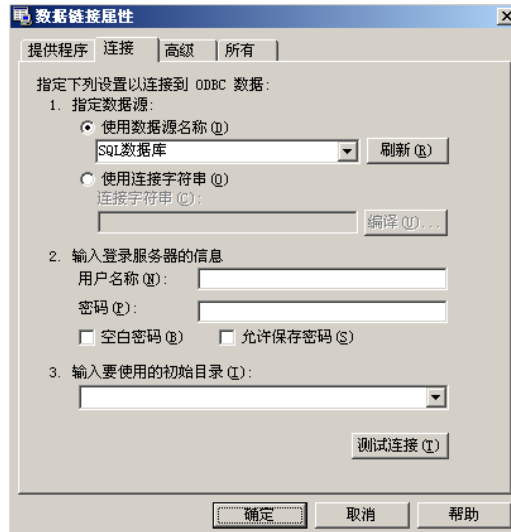 数据链接属性
提供程序 连接 高级 所有
指定下列设置以连接到 ODBC 数据:
1. 指定数据源:
使用数据源名称(D)
SQL数据库 刷新(R)
使用连接字符串(O)
连接字符串(C):
编译(U)...
2. 输入登录服务器的信息
用户名称(N):
密码(P):
空白密码(B) 允许保存密码(S)
3. 输入要使用的初始目录(I):
测试连接(T)
确定 取消 帮助